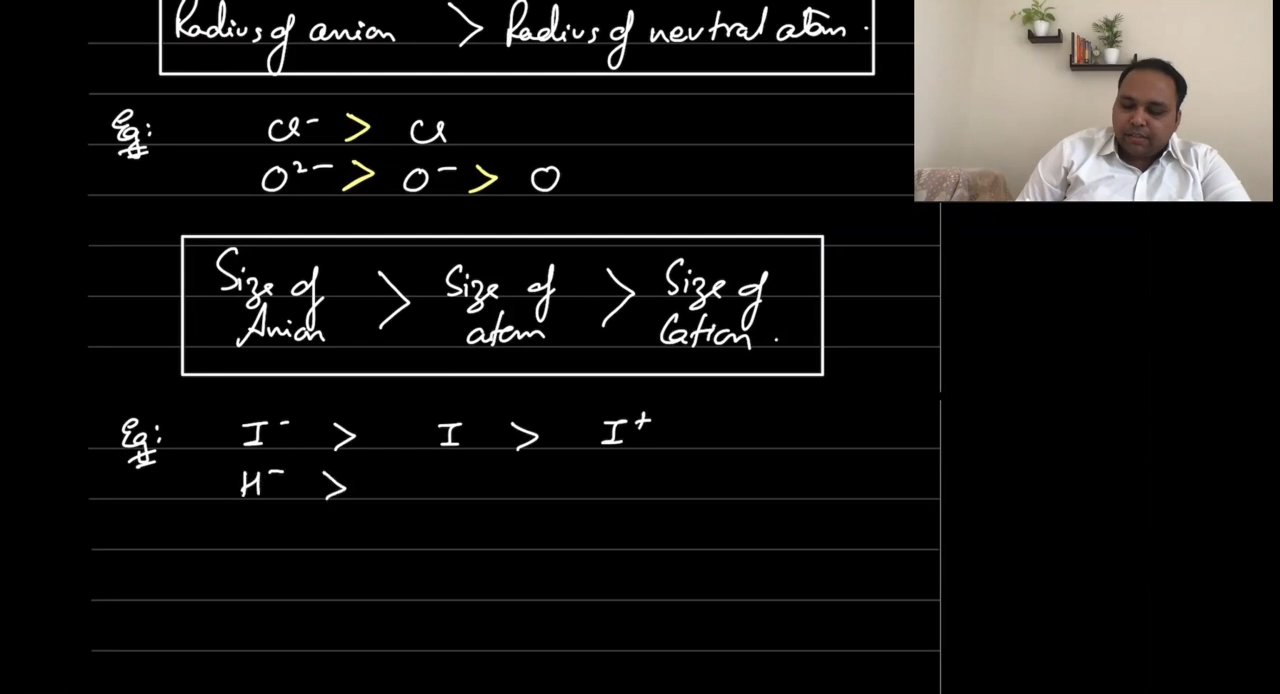 Radius of anion > Radius of neutral atom.
Eg: Cl⁻ > Cl
O²⁻ > O⁻ > O
Size of Anion > Size of atom > Size of Cation.
Eg: I⁻ > I > I⁺
H⁻ >